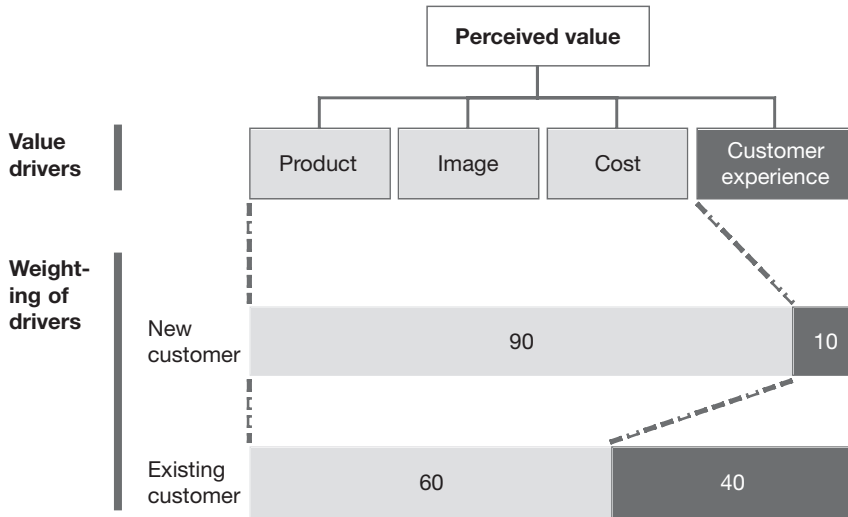 Perceived value
Value
drivers
Product
Image
Cost
Customer
experience
Weight-
ing of
drivers
New
customer
90
10
Existing
customer
60
40